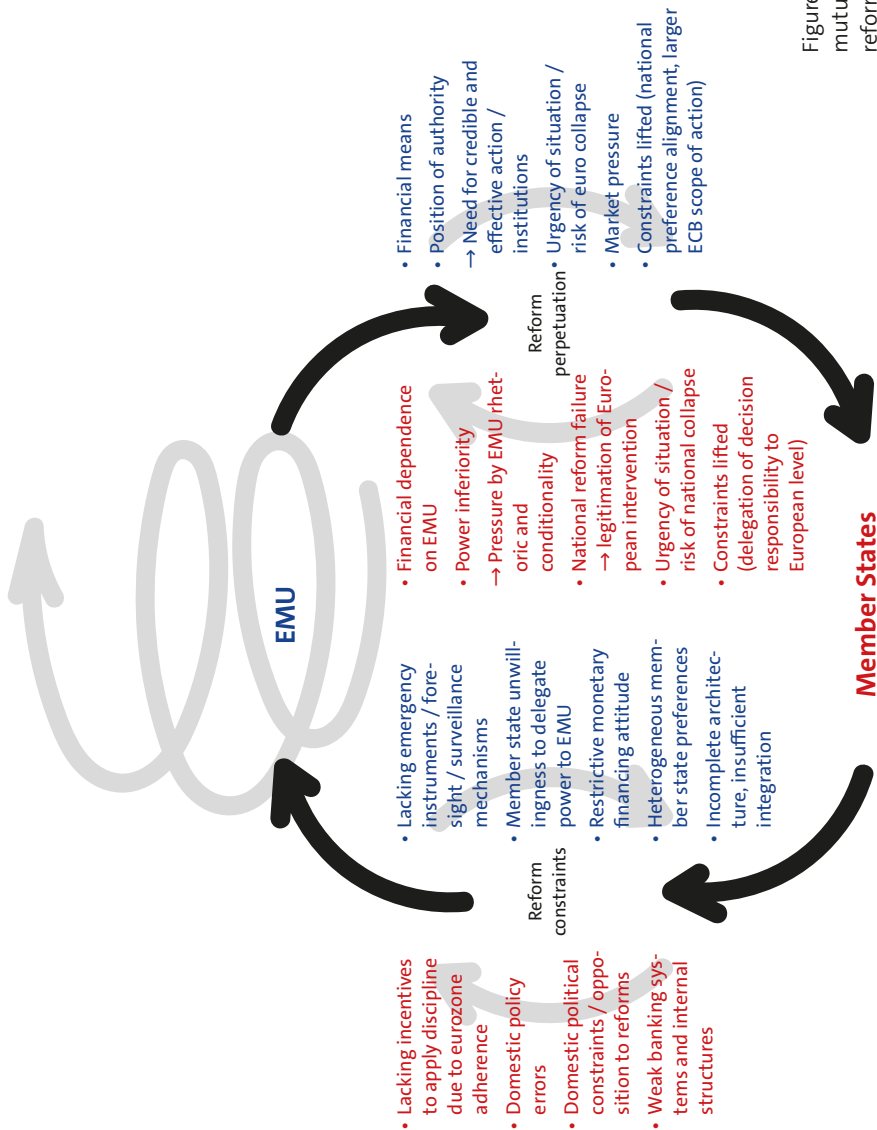 EMU
• Lacking incentives
to apply discipline
due to eurozone
adherence
• Domestic policy
errors
• Domestic political
constraints / oppo-
sition to reforms
• Weak banking sys-
tems and internal
structures
Reform
constraints
• Lacking emergency
instruments / fore-
sight / surveillance
mechanisms
• Member state unwill-
ingness to delegate
power to EMU
• Restrictive monetary
financing attitude
• Heterogeneous mem-
ber state preferences
• Incomplete architec-
ture, insufficient
integration
• Financial dependence
on EMU
• Power inferiority
→ Pressure by EMU rhet-
oric and
conditionality
• National reform failure
→ legitimation of Euro-
pean intervention
• Urgency of situation /
risk of national collapse
• Constraints lifted
(delegation of decision
responsibility to
European level)
Reform
perpetuation
• Financial means
• Position of authority
→ Need for credible and
effective action /
institutions
• Urgency of situation /
risk of euro collapse
• Market pressure
• Constraints lifted (national
preference alignment, larger
ECB scope of action)
Member States
Figure
mutu
reform